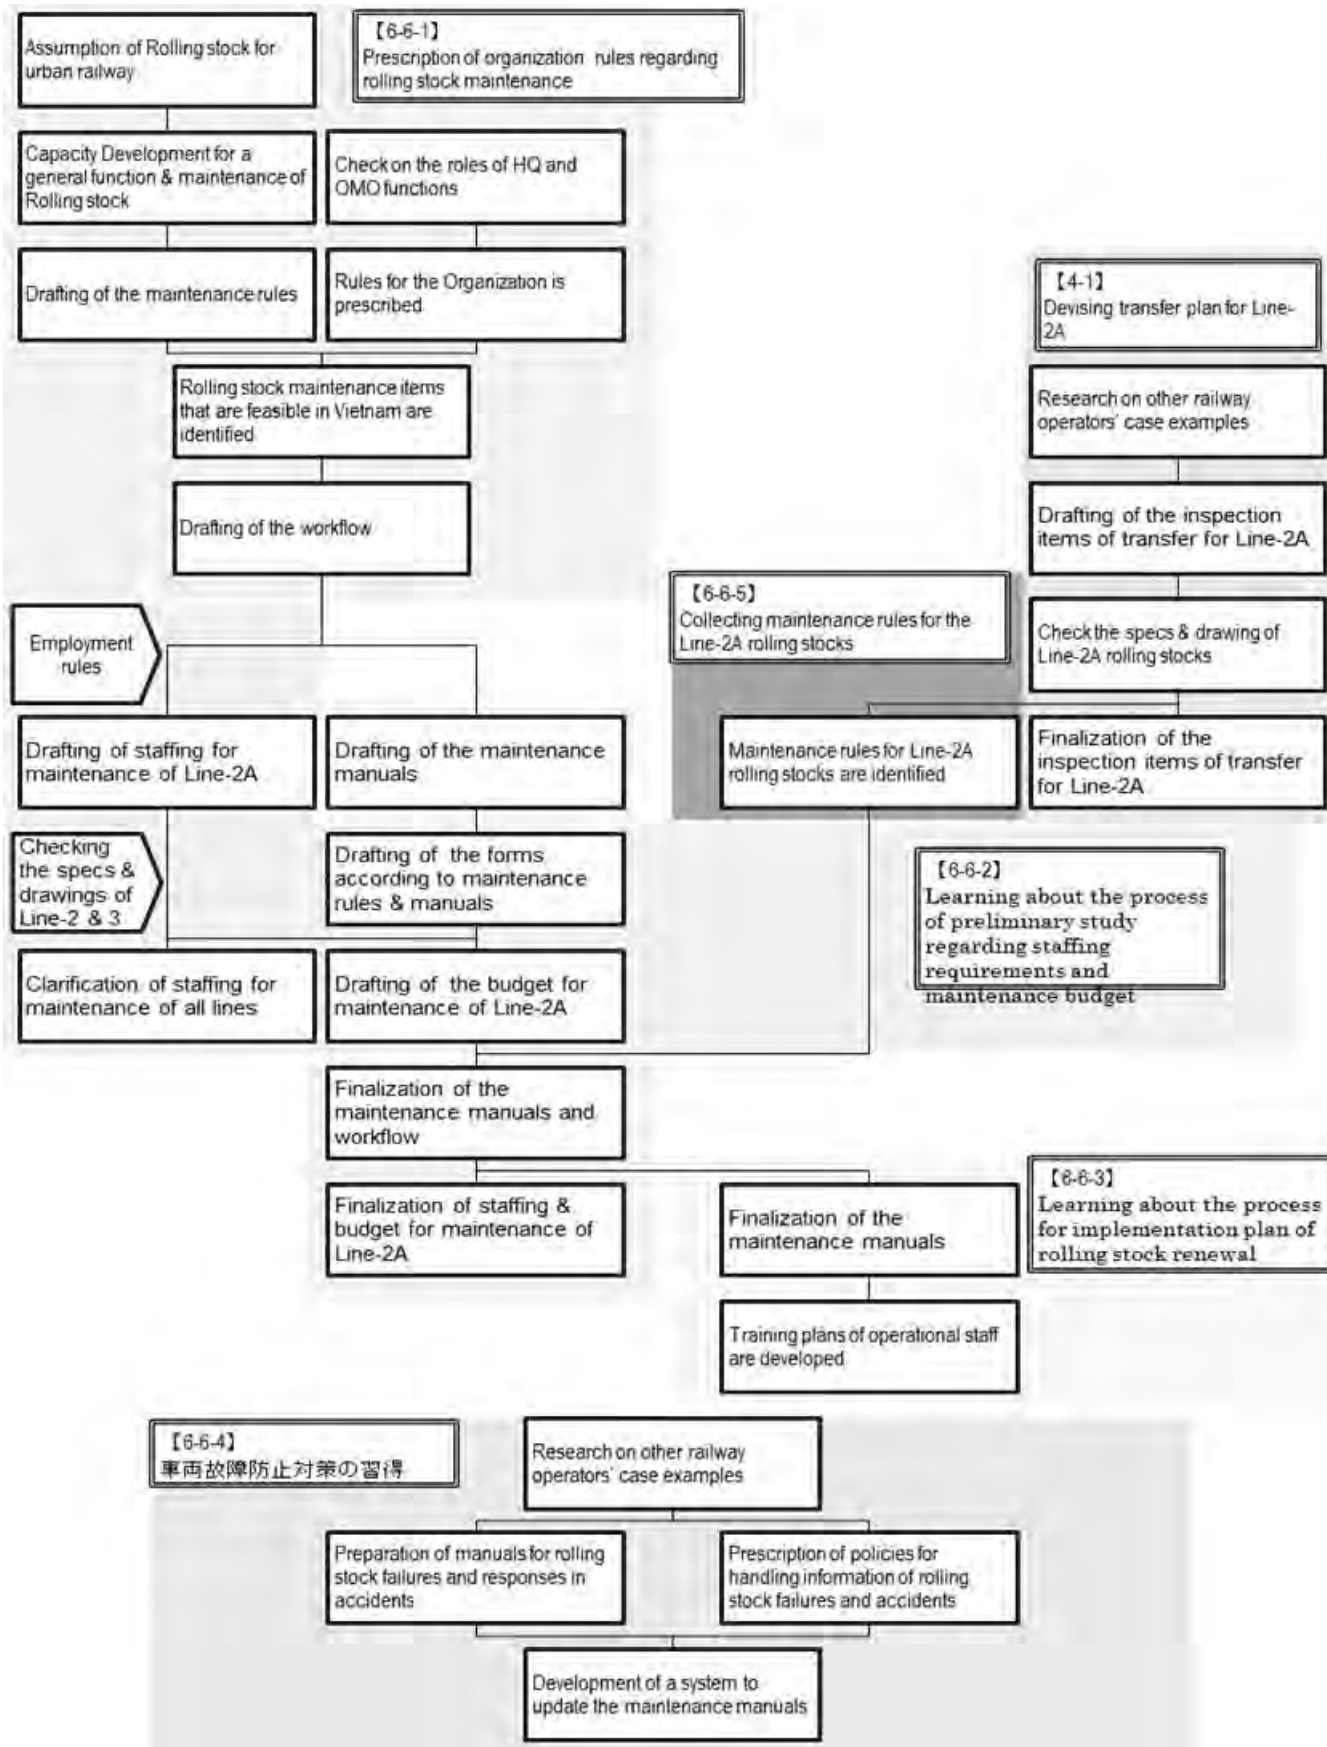 Assumption of Rolling stock for
urban railway
【6-6-1】
Prescription of organization rules regarding
rolling stock maintenance
Capacity Development for a
general function & maintenance of
Rolling stock
Check on the roles of HQ and
OMO functions
Drafting of the maintenance rules
Rules for the Organization is
prescribed
【4-1】
Devising transfer plan for Line-
2A
Rolling stock maintenance items
that are feasible in Vietnam are
identified
Research on other railway
operators' case examples
Drafting of the workflow
Drafting of the inspection
items of transfer for Line-2A
【6-6-5】
Collecting maintenance rules for the
Line-2A rolling stocks
Employment
rules
Check the specs & drawing of
Line-2A rolling stocks
Drafting of staffing for
maintenance of Line-2A
Drafting of the maintenance
manuals
Maintenance rules for Line-2A
rolling stocks are identified
Finalization of the
inspection items of transfer
for Line-2A
Checking
the specs &
drawings of
Line-2 & 3
Drafting of the forms
according to maintenance
rules & manuals
【6-6-2】
Learning about the process
of preliminary study
regarding staffing
requirements and
maintenance budget
Clarification of staffing for
maintenance of all lines
Drafting of the budget for
maintenance of Line-2A
Finalization of the
maintenance manuals and
workflow
Finalization of staffing &
budget for maintenance of
Line-2A
Finalization of the
maintenance manuals
【6-6-3】
Learning about the process
for implementation plan of
rolling stock renewal
Training plans of operational staff
are developed
【6-6-4】
車両故障防止対策の習得
Research on other railway
operators' case examples
Preparation of manuals for rolling
stock failures and responses in
accidents
Prescription of policies for
handling information of rolling
stock failures and accidents
Development of a system to
update the maintenance manuals